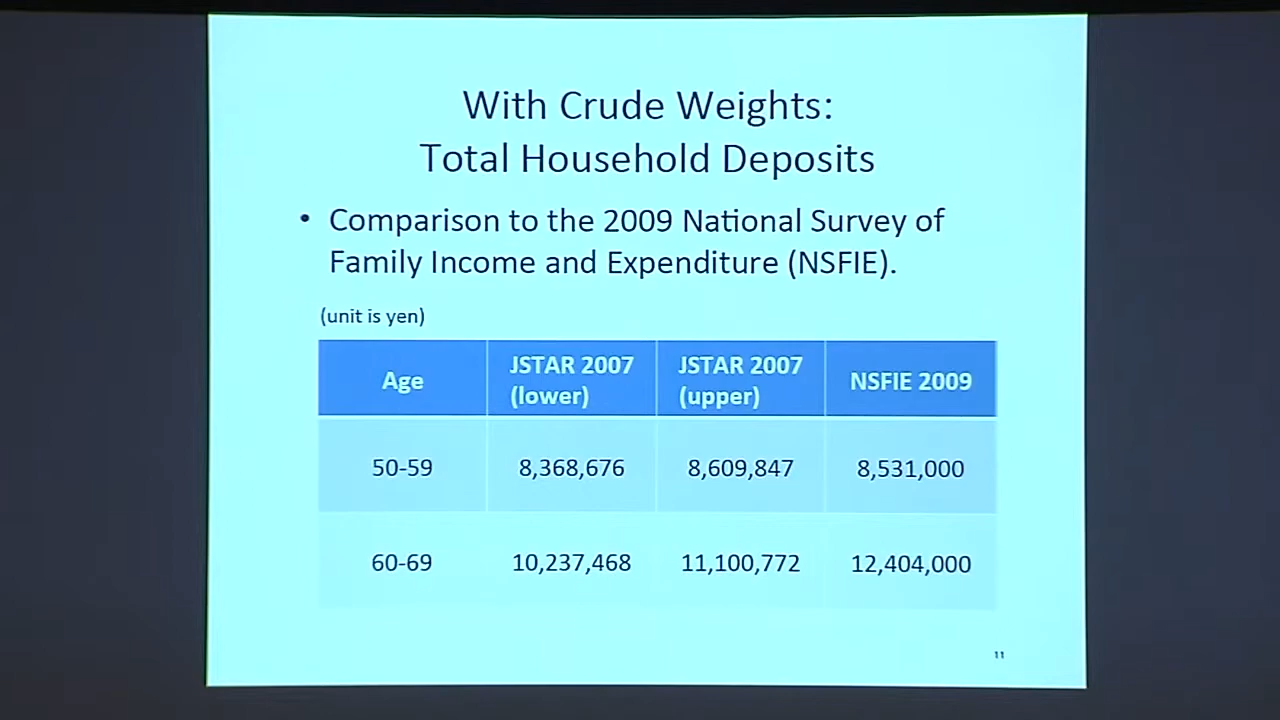 With Crude Weights:
Total Household Deposits
• Comparison to the 2009 National Survey of
Family Income and Expenditure (NSFIE).
(unit is yen)
Age | JSTAR 2007 (lower) | JSTAR 2007 (upper) | NSFIE 2009
50-59 | 8,368,676 | 8,609,847 | 8,531,000
60-69 | 10,237,468 | 11,100,772 | 12,404,000
11